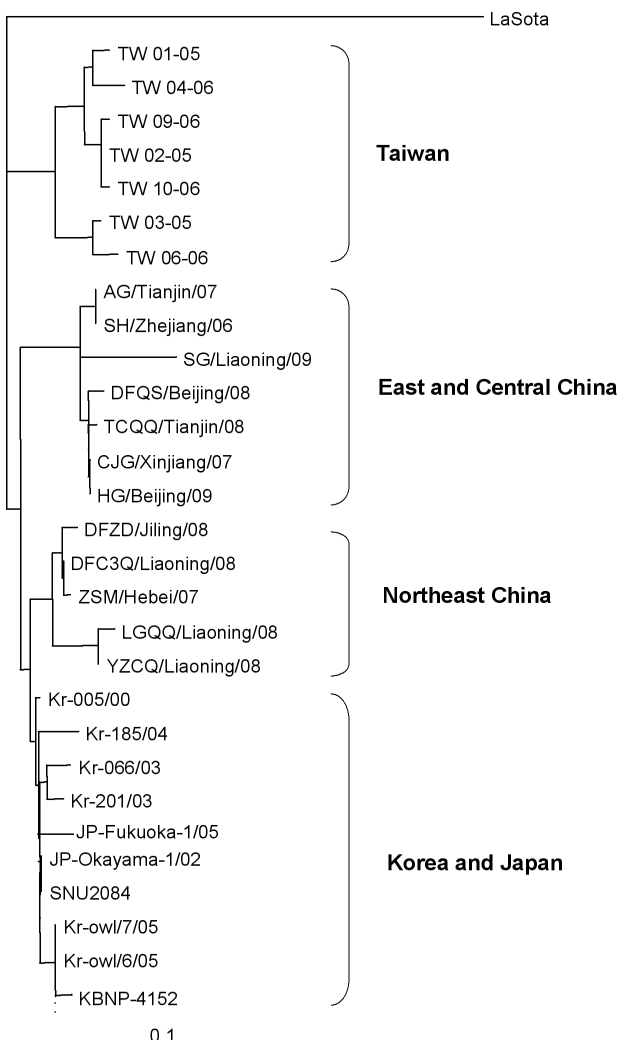 LaSota
TW 01-05
TW 04-06
TW 09-06
TW 02-05
Taiwan
TW 10-06
TW 03-05
TW 06-06
AG/Tianjin/07
SH/Zhejiang/06
SG/Liaoning/09
East and Central China
DFQS/Beijing/08
TCQQ/Tianjin/08
CJG/Xinjiang/07
HG/Beijing/09
DFZD/Jiling/08
DFC3Q/Liaoning/08
ZSM/Hebei/07
Northeast China
LGQQ/Liaoning/08
YZCQ/Liaoning/08
Kr-005/00
Kr-185/04
Kr-066/03
Kr-201/03
JP-Fukuoka-1/05
JP-Okayama-1/02
Korea and Japan
SNU2084
Kr-owl/7/05
Kr-owl/6/05
KBNP-4152
0.1